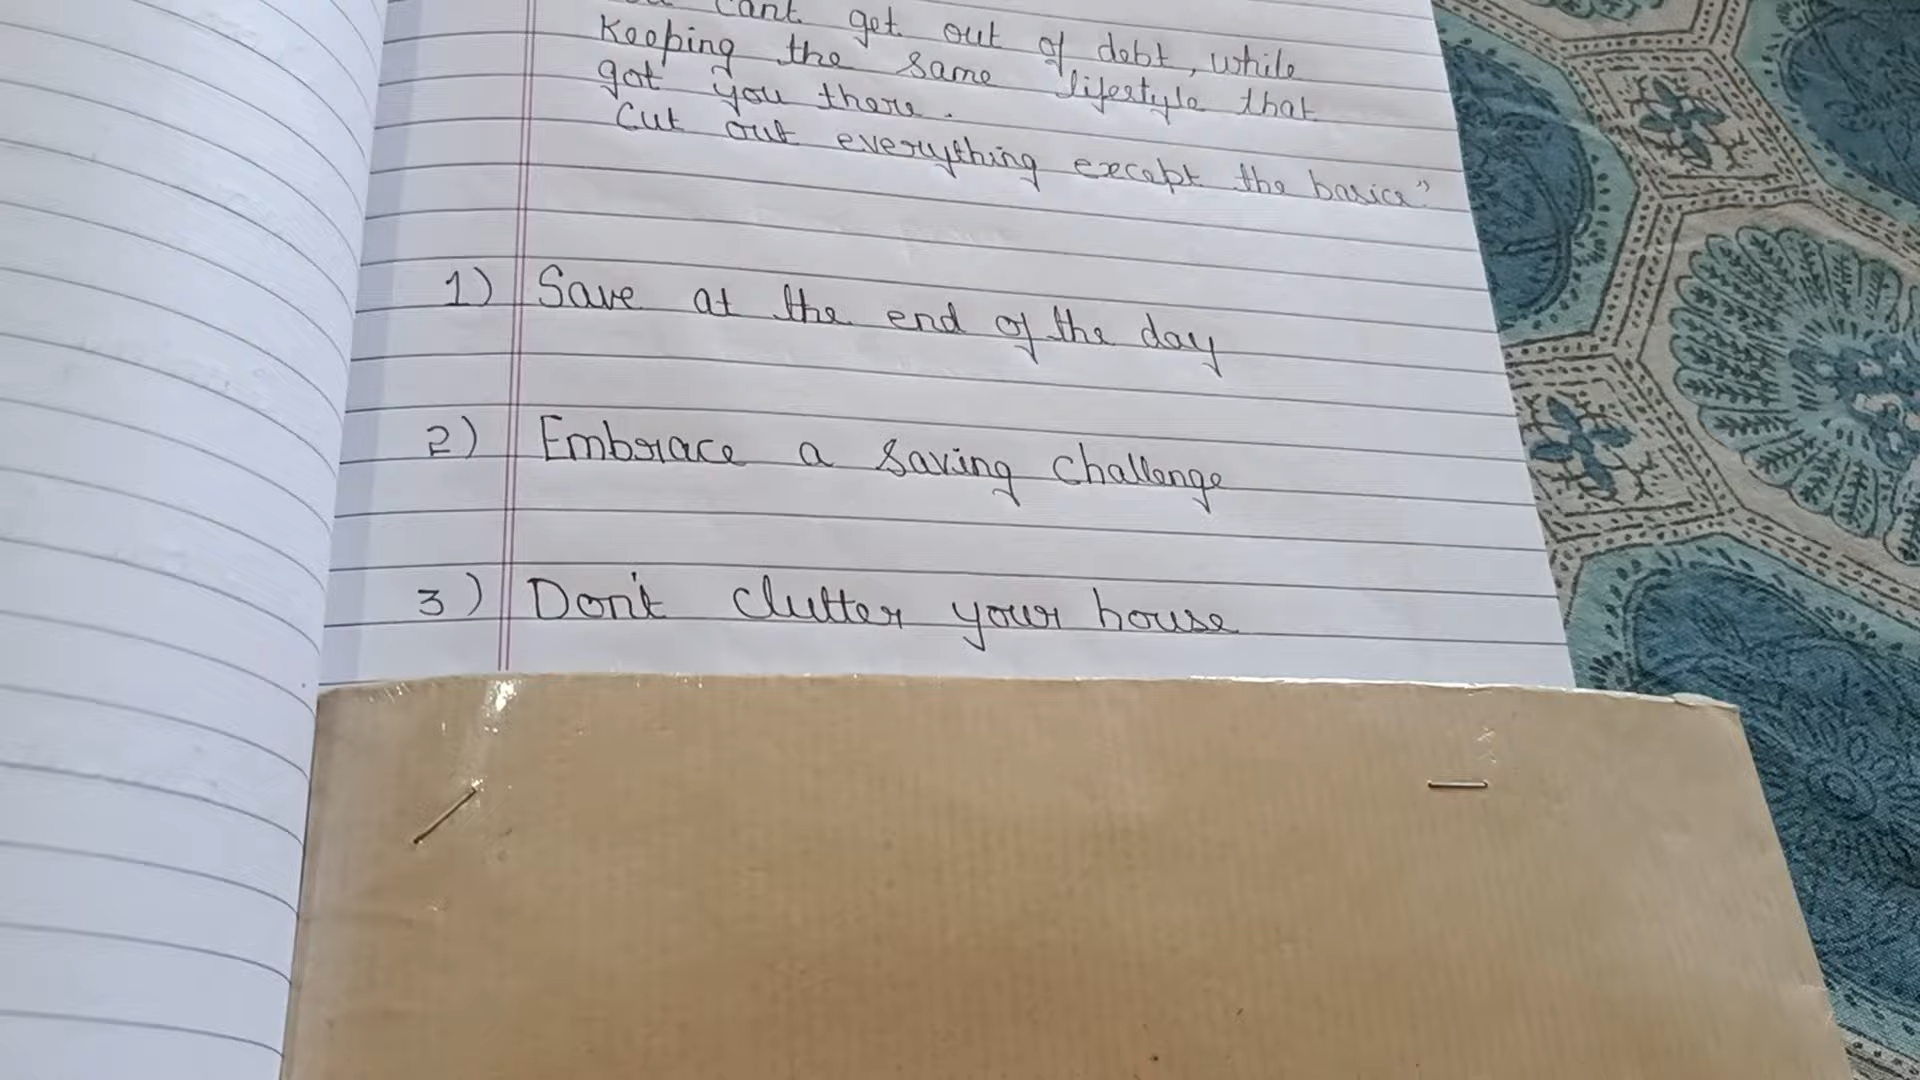 cant get out of debt, while
Keeping the same lifestyle that
got you there.
Cut out everything except the basics"
1) Save at the end of the day
2) Embrace a saving challenge
3) Don't clutter your house